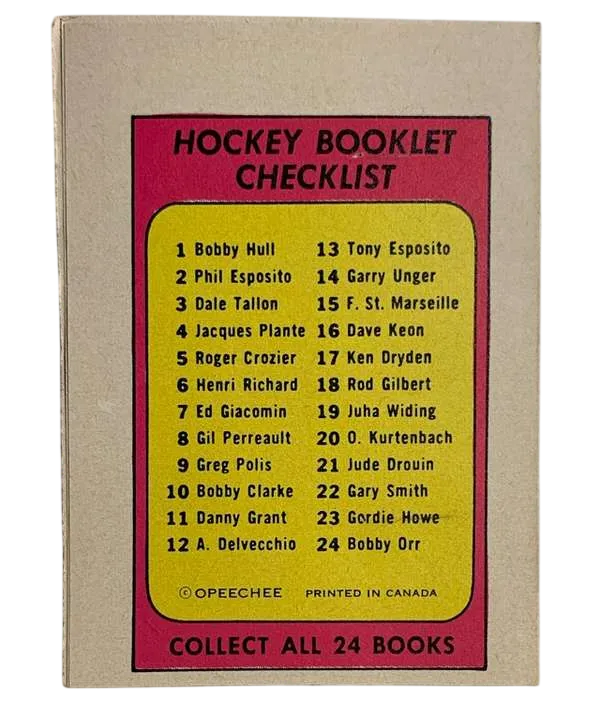 HOCKEY BOOKLET
CHECKLIST
1 Bobby Hull
2 Phil Esposito
3 Dale Tallon
4 Jacques Plante
5 Roger Crozier
6 Henri Richard
7 Ed Giacomin
8 Gil Perreault
9 Greg Polis
10 Bobby Clarke
11 Danny Grant
12 A. Delvecchio
13 Tony Esposito
14 Garry Unger
15 F. St. Marseille
16 Dave Keon
17 Ken Dryden
18 Rod Gilbert
19 Juha Widing
20 O. Kurtenbach
21 Jude Drouin
22 Gary Smith
23 Gordie Howe
24 Bobby Orr
© OPEECHEE PRINTED IN CANADA
COLLECT ALL 24 BOOKS